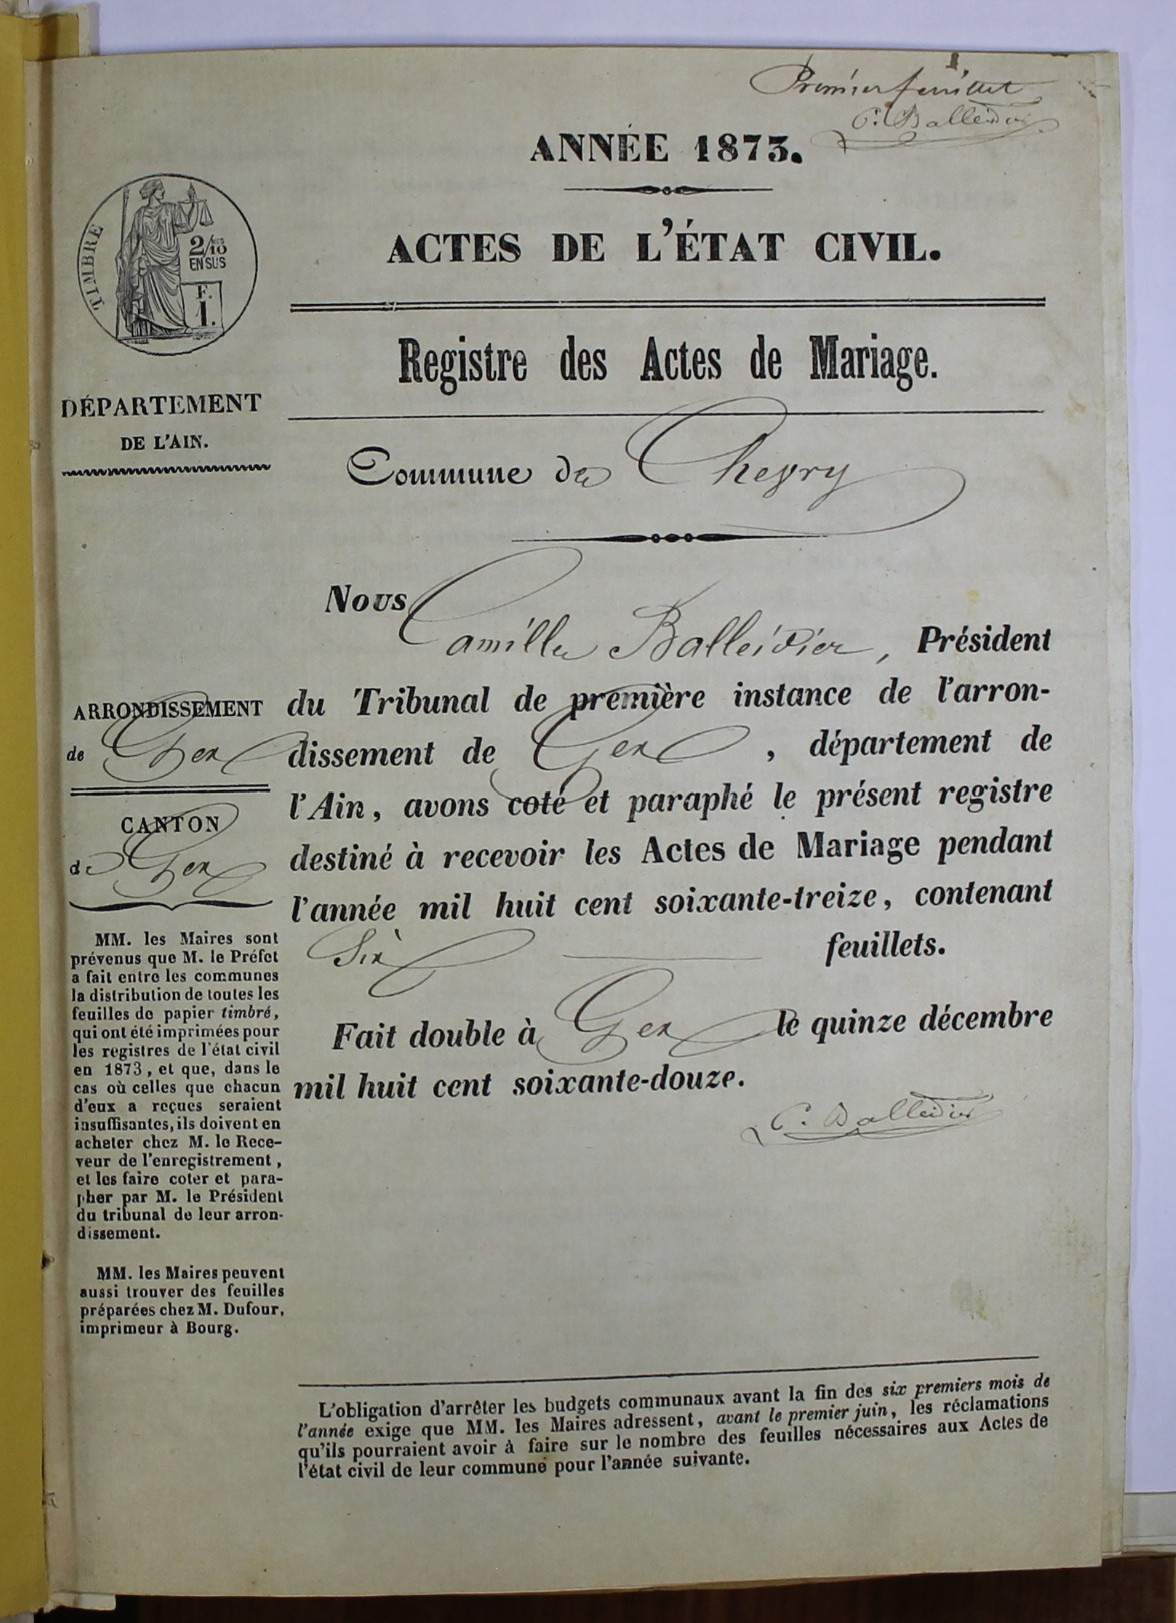 Premier feuillet
C. Balleidier
ANNÉE 1873.
ACTES DE L'ÉTAT CIVIL.
TIMBRE
2/10
EN SUS
F.
1.
Registre des Actes de Mariage.
DÉPARTEMENT
DE L'AIN.
Commune de Chevry
Nous Camille Balleidier, Président
du Tribunal de première instance de l'arron-
dissement de Gex, département de
l'Ain, avons coté et paraphé le présent registre
destiné à recevoir les Actes de Mariage pendant
l'année mil huit cent soixante-treize, contenant
Six feuillets.
Fait double à Gex le quinze décembre
mil huit cent soixante-douze.
C. Balleidier
ARRONDISSEMENT
de Gex
CANTON
de Gex
MM. les Maires sont
prévenus que M. le Préfet
a fait entre les communes
la distribution de toutes les
feuilles de papier timbré,
qui ont été imprimées pour
les registres de l'état civil
en 1873, et que, dans le
cas où celles que chacun
d'eux a reçues seraient
insuffisantes, ils doivent en
acheter chez M. le Rece-
veur de l'enregistrement,
et les faire coter et para-
pher par M. le Président
du tribunal de leur arron-
dissement.
MM. les Maires peuvent
aussi trouver des feuilles
préparées chez M. Dufour,
imprimeur à Bourg.
L'obligation d'arrêter les budgets communaux avant la fin des six premiers mois de
l'année exige que MM. les Maires adressent, avant le premier juin, les réclamations
qu'ils pourraient avoir à faire sur le nombre des feuilles nécessaires aux Actes de
l'état civil de leur commune pour l'année suivante.